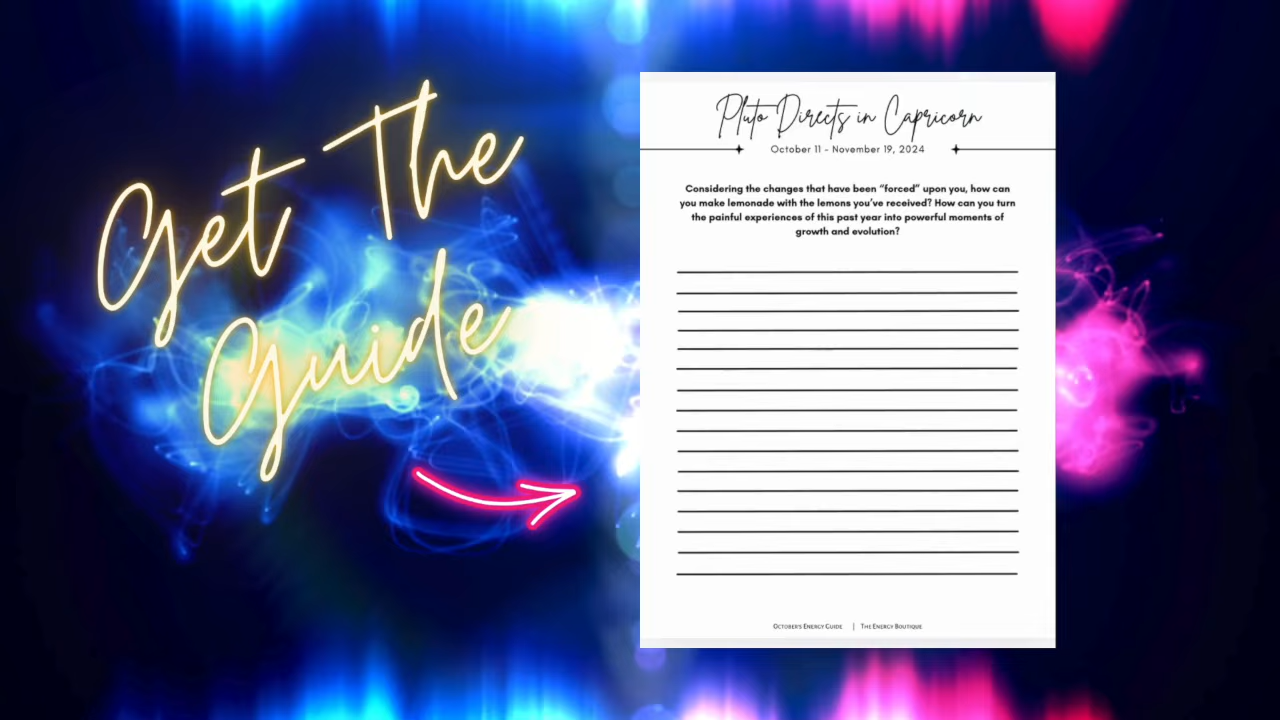 Get The
Guide
Pluto Directs in Capricorn
October 11 - November 19, 2024
Considering the changes that have been “forced” upon you, how can
you make lemonade with the lemons you’ve received? How can you turn
the painful experiences of this past year into powerful moments of
growth and evolution?
October's Energy Guide | The Energy Boutique